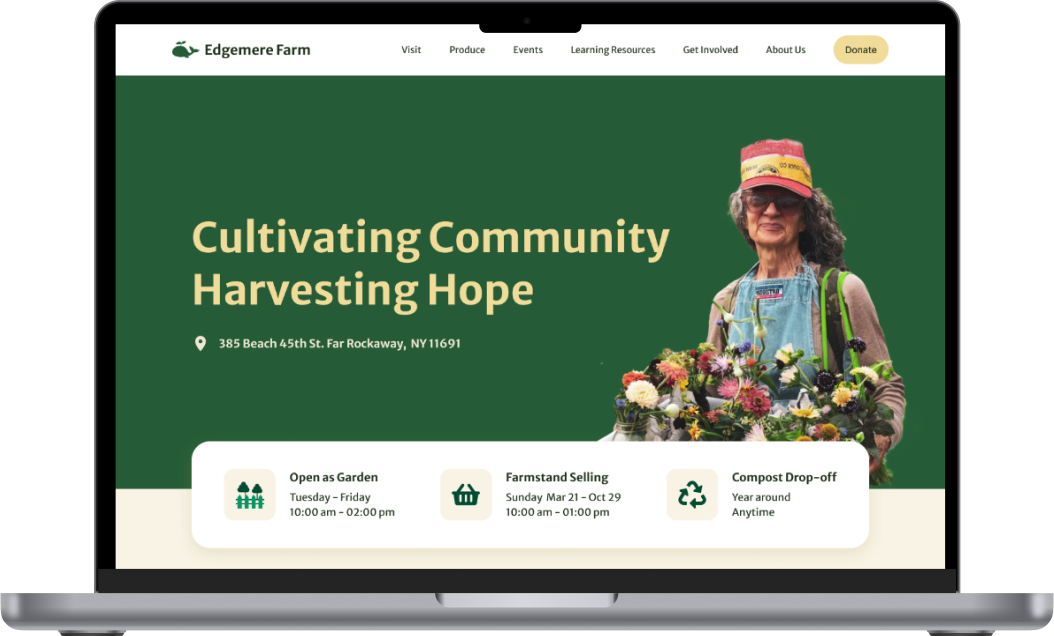 Edgemere Farm
Visit
Produce
Events
Learning Resources
Get Involved
About Us
Donate
Cultivating Community
Harvesting Hope
385 Beach 45th St. Far Rockaway, NY 11691
Open as Garden
Tuesday - Friday
10:00 am - 02:00 pm
Farmstand Selling
Sunday Mar 21 - Oct 29
10:00 am - 01:00 pm
Compost Drop-off
Year around
Anytime